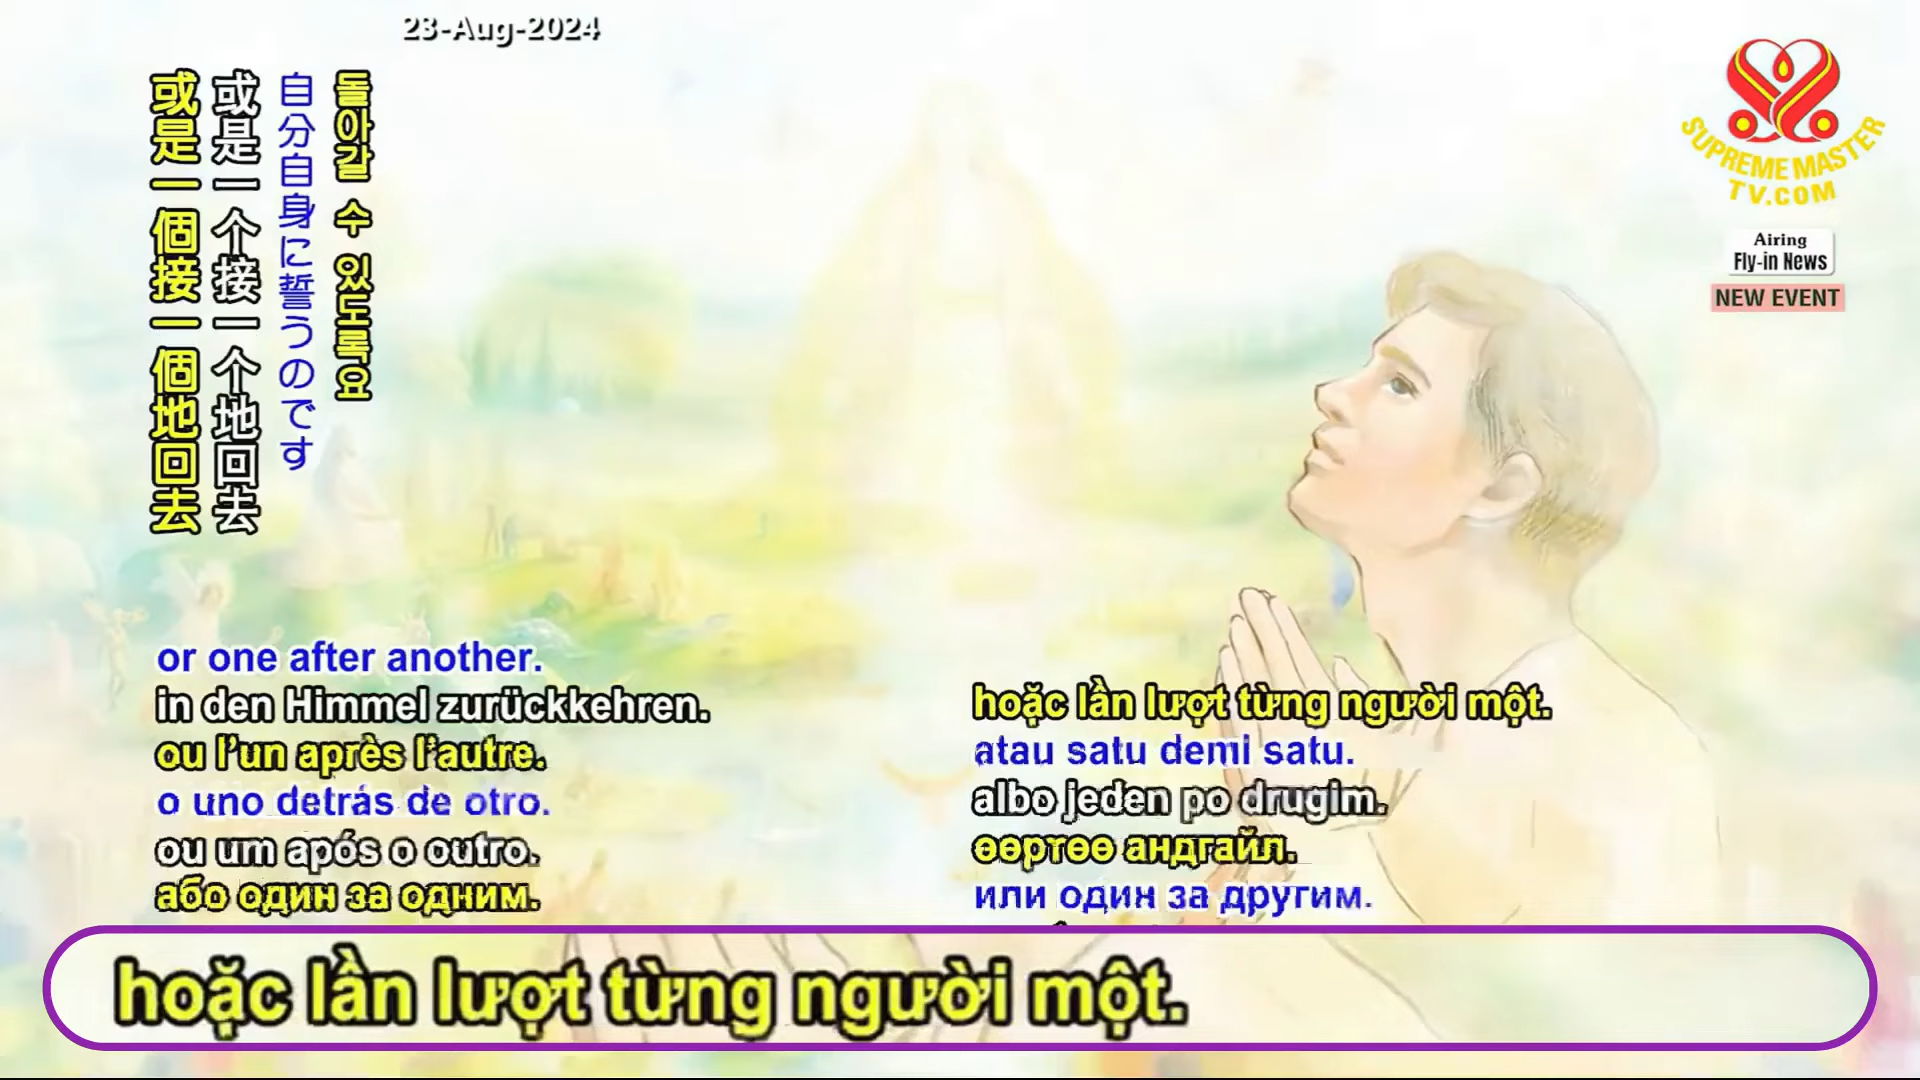 23-Aug-2024
SUPREME MASTER
TV.COM
Airing
Fly-in News
NEW EVENT
或是一個接一個地回去
或是一个接一个地回去
自分自身に誓うのです
돌아갈 수 있도록요
or one after another.
in den Himmel zurückkehren.
ou l’un après l’autre.
o uno detrás de otro.
ou um após o outro.
або один за одним.
hoặc lần lượt từng người một.
atau satu demi satu.
albo jeden po drugim.
өөртөө андгайл.
или один за другим.
hoặc lần lượt từng người một.